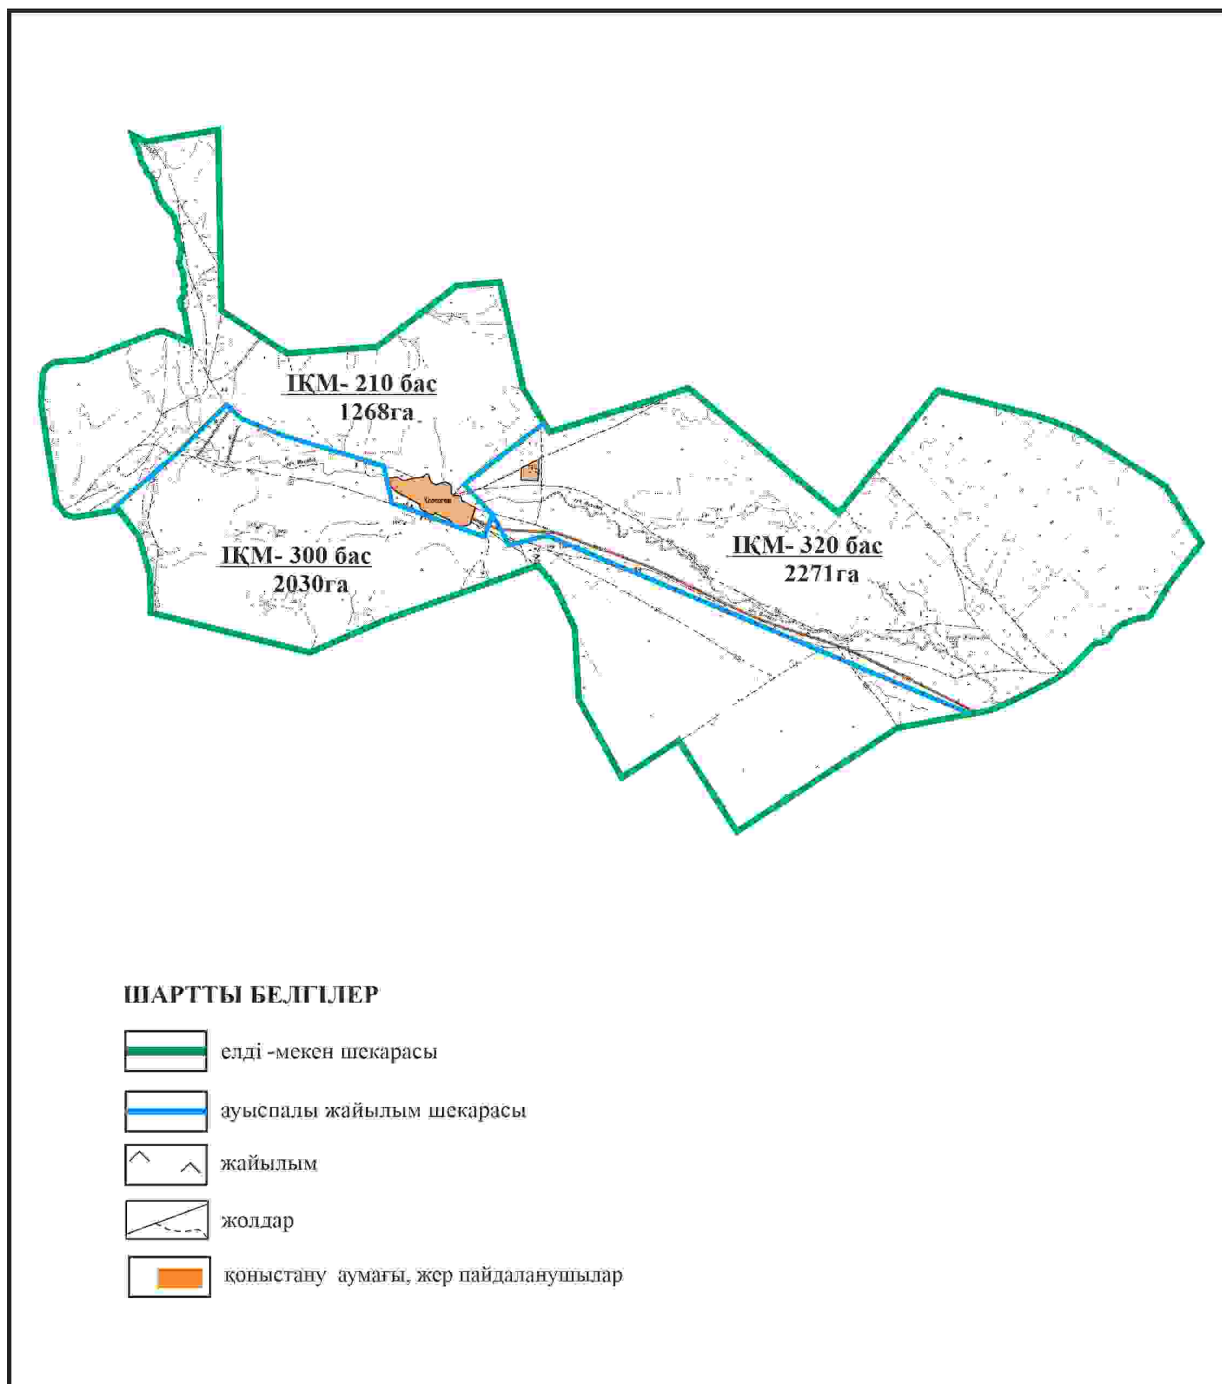 ІҚМ- 210 бас
1268га
ІҚМ- 300 бас
2030га
ІҚМ- 320 бас
2271га
ШАРТТЫ БЕЛГІЛЕР
елді -мекен шекарасы
ауыспалы жайылым шекарасы
жайылым
жолдар
қоныстану аумағы, жер пайдаланушылар